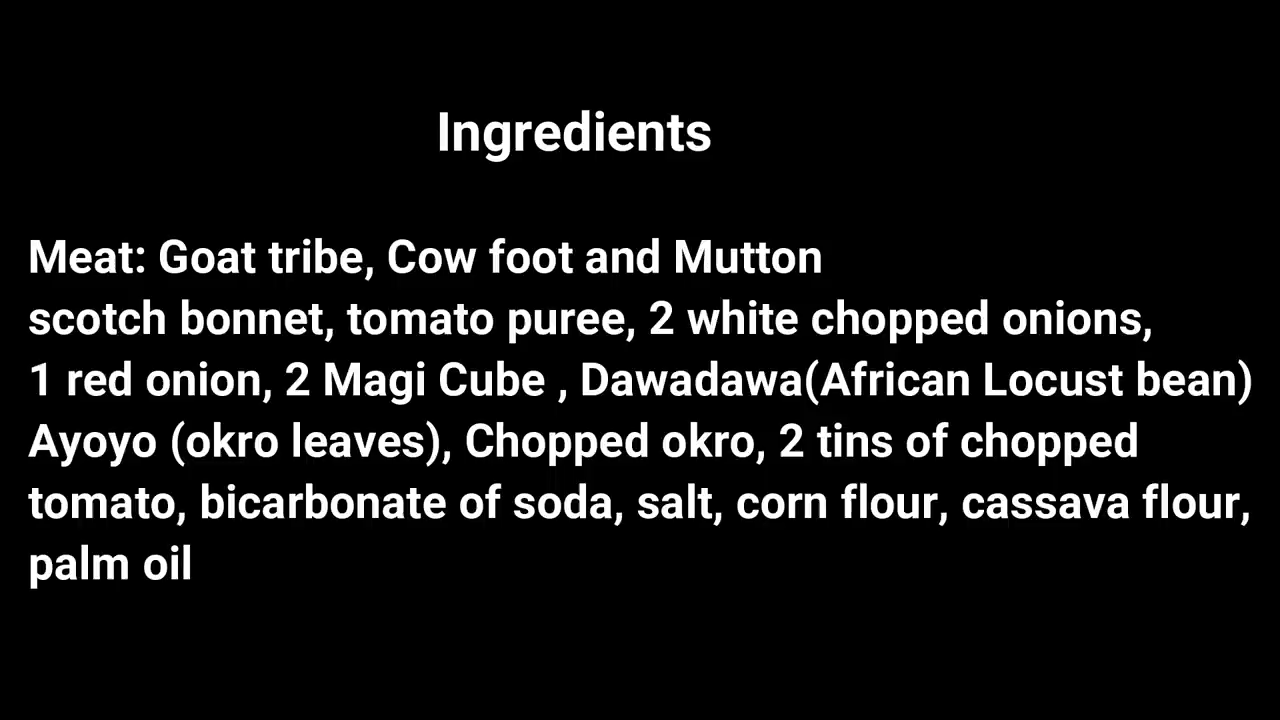 Ingredients
Meat: Goat tribe, Cow foot and Mutton
scotch bonnet, tomato puree, 2 white chopped onions,
1 red onion, 2 Magi Cube , Dawadawa(African Locust bean)
Ayoyo (okro leaves), Chopped okro, 2 tins of chopped
tomato, bicarbonate of soda, salt, corn flour, cassava flour,
palm oil